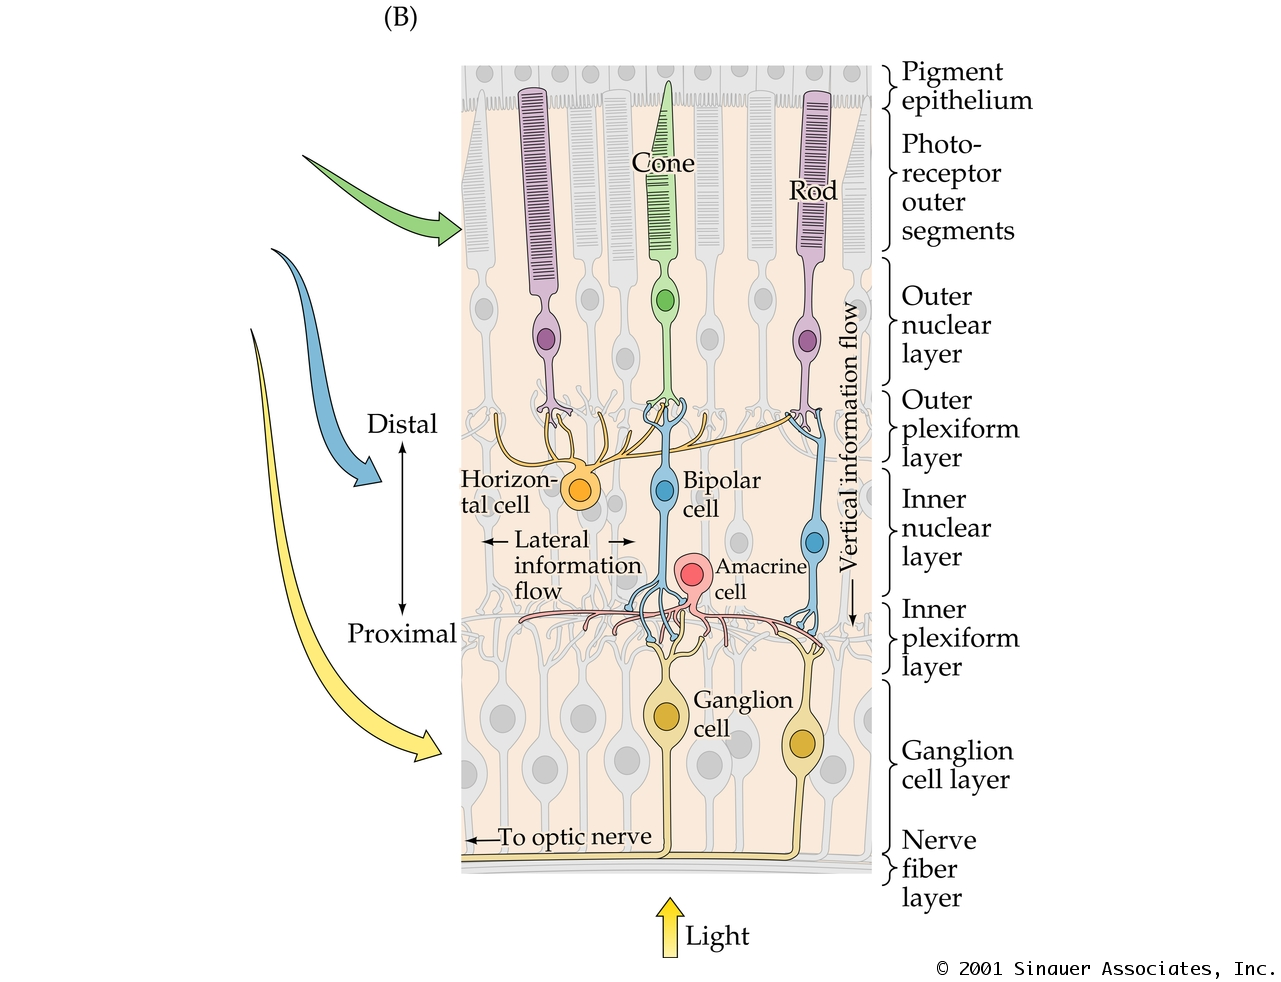 (B)
Pigment
epithelium
Photo-
receptor
outer
segments
Cone
Rod
Outer
nuclear
layer
Vertical information flow
Outer
plexiform
layer
Distal
Horizon-
tal cell
Bipolar
cell
Inner
nuclear
layer
Lateral
information
flow
Amacrine
cell
Inner
plexiform
layer
Proximal
Ganglion
cell
Ganglion
cell layer
To optic nerve
Nerve
fiber
layer
Light
© 2001 Sinauer Associates, Inc.